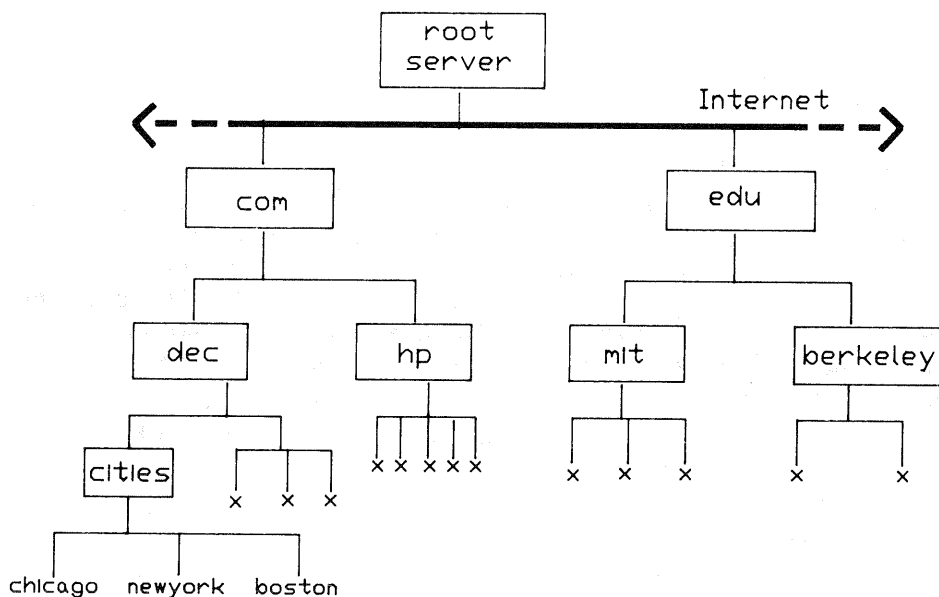 root
server
Internet
com
edu
dec
hp
mit
berkeley
x x x x x
cities
x x x
x x x
x x
chicago newyork boston